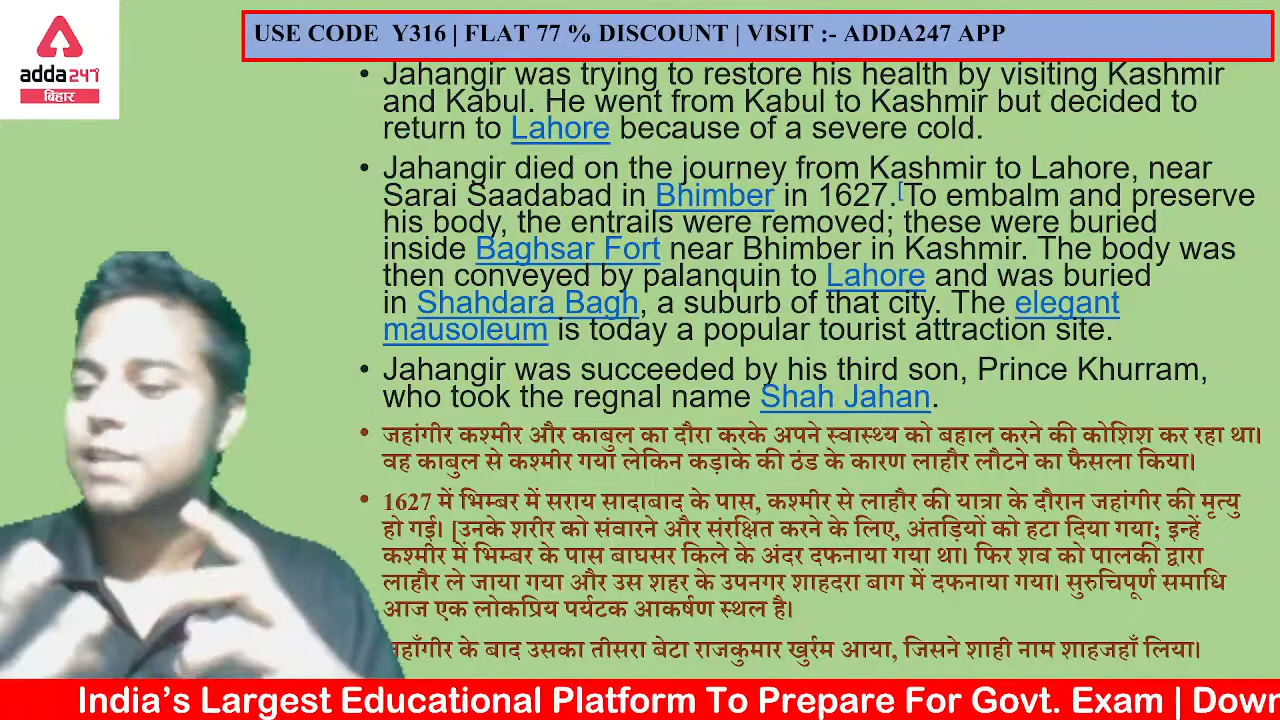 adda247
बिहार
USE CODE Y316 | FLAT 77 % DISCOUNT | VISIT :- ADDA247 APP
• Jahangir was trying to restore his health by visiting Kashmir
and Kabul. He went from Kabul to Kashmir but decided to
return to Lahore because of a severe cold.
• Jahangir died on the journey from Kashmir to Lahore, near
Sarai Saadabad in Bhimber in 1627.[To embalm and preserve
his body, the entrails were removed; these were buried
inside Baghsar Fort near Bhimber in Kashmir. The body was
then conveyed by palanquin to Lahore and was buried
in Shahdara Bagh, a suburb of that city. The elegant
mausoleum is today a popular tourist attraction site.
• Jahangir was succeeded by his third son, Prince Khurram,
who took the regnal name Shah Jahan.
• जहांगीर कश्मीर और काबुल का दौरा करके अपने स्वास्थ्य को बहाल करने की कोशिश कर रहा था।
वह काबुल से कश्मीर गया लेकिन कड़ाके की ठंड के कारण लाहौर लौटने का फैसला किया।
• 1627 में भिम्बर में सराय सादाबाद के पास, कश्मीर से लाहौर की यात्रा के दौरान जहांगीर की मृत्यु
हो गई। [उनके शरीर को संवारने और संरक्षित करने के लिए, अंतड़ियों को हटा दिया गया; इन्हें
कश्मीर में भिम्बर के पास बाघसर किले के अंदर दफनाया गया था। फिर शव को पालकी द्वारा
लाहौर ले जाया गया और उस शहर के उपनगर शाहदरा बाग में दफनाया गया। सुरुचिपूर्ण समाधि
आज एक लोकप्रिय पर्यटक आकर्षण स्थल है।
जहाँगीर के बाद उसका तीसरा बेटा राजकुमार खुर्रम आया, जिसने शाही नाम शाहजहाँ लिया।
India’s Largest Educational Platform To Prepare For Govt. Exam | Down